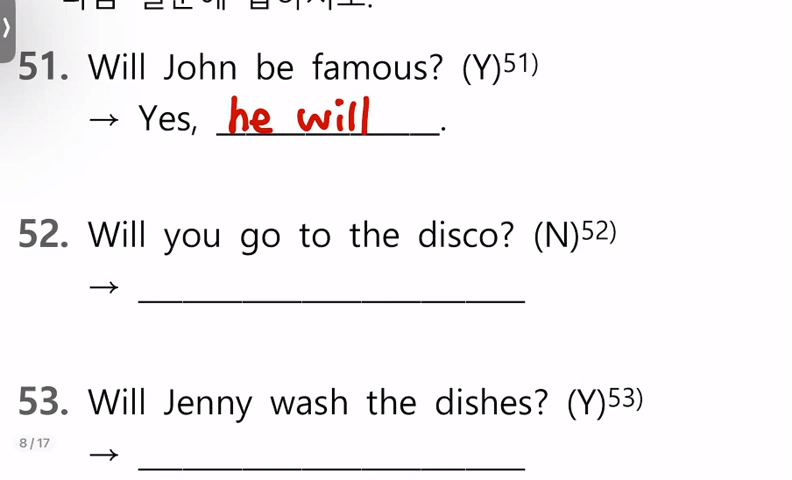 51. Will John be famous? (Y)51)
→ Yes, he will.
52. Will you go to the disco? (N)52)
→
53. Will Jenny wash the dishes? (Y)53)
8/17
→